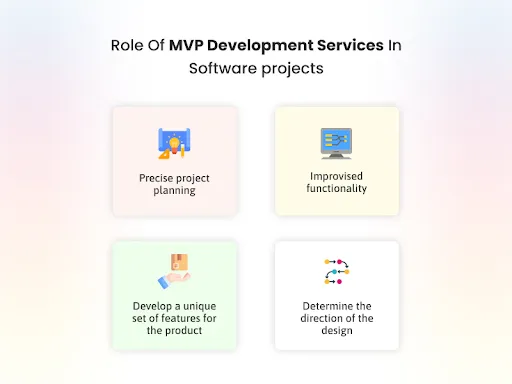 Role Of MVP Development Services In
Software projects
Precise project
planning
Improvised
functionality
Develop a unique
set of features for
the product
Determine the
direction of the
design